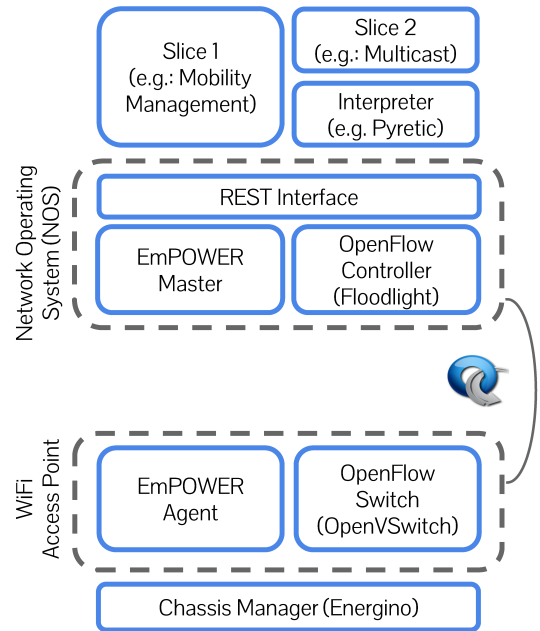 Slice 1
(e.g.: Mobility
Management)
Slice 2
(e.g.: Multicast)
Interpreter
(e.g. Pyretic)
Network Operating
System (NOS)
REST Interface
EmPOWER
Master
OpenFlow
Controller
(Floodlight)
WiFi
Access Point
EmPOWER
Agent
OpenFlow
Switch
(OpenVSwitch)
Chassis Manager (Energino)